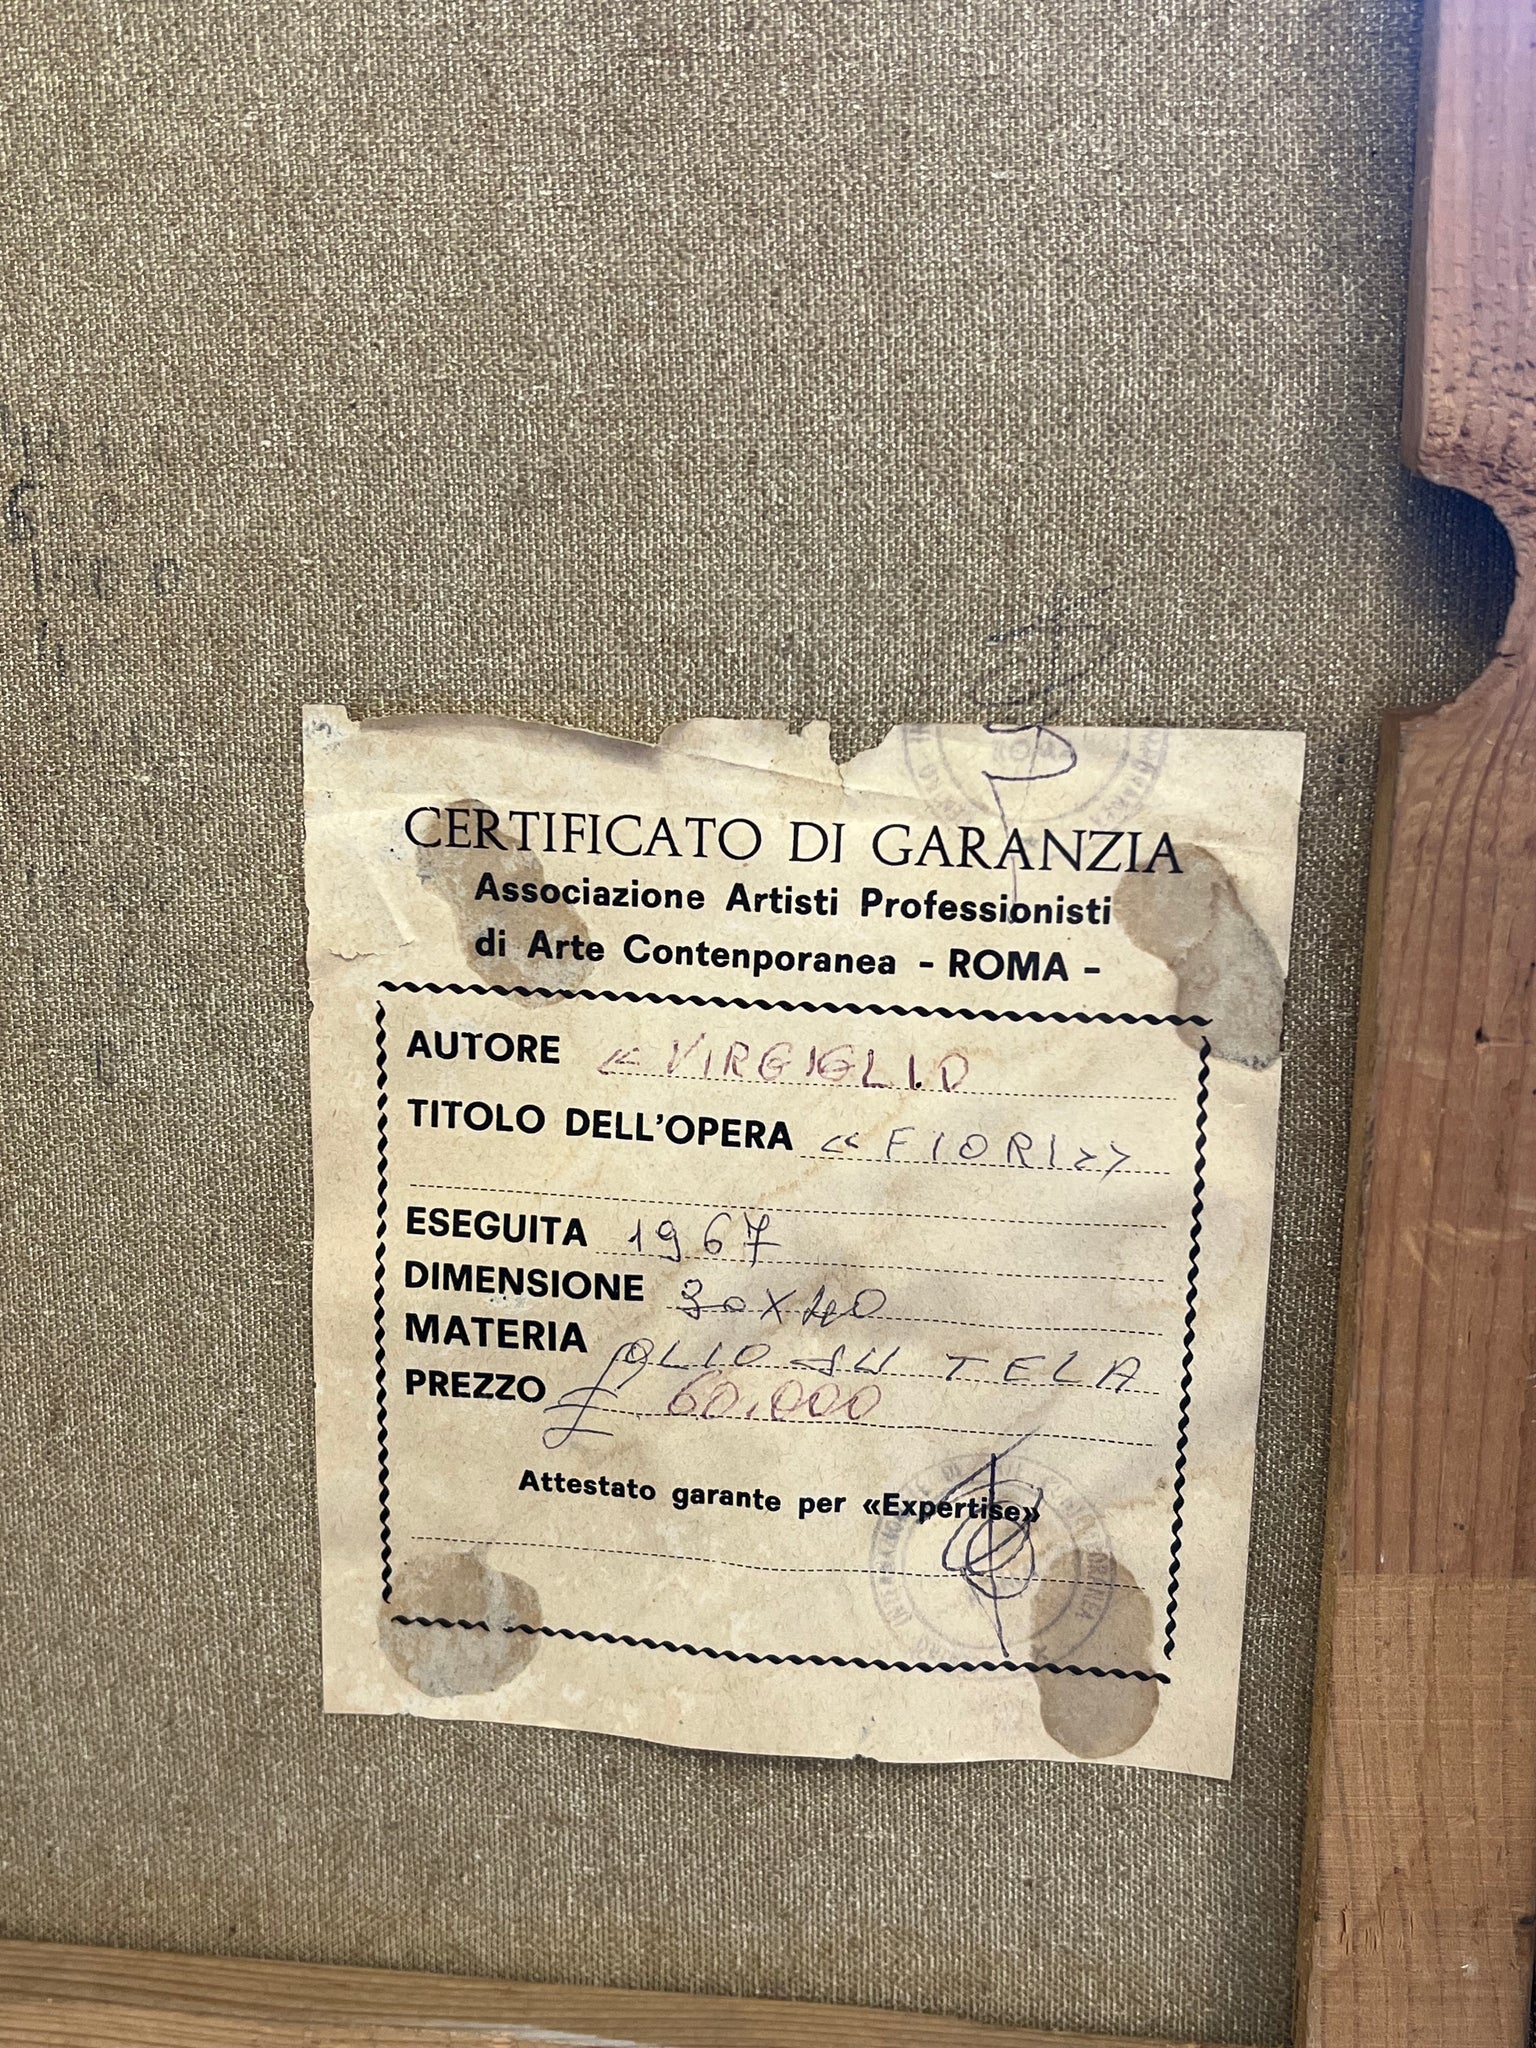 CERTIFICATO DI GARANZIA
Associazione Artisti Professionisti
di Arte Contenporanea - ROMA -
AUTORE «VIRGIGLIO
TITOLO DELL'OPERA «FIORI»
ESEGUITA 1967
DIMENSIONE 30X40
MATERIA OLIO SU TELA
PREZZO £ 60.000
Attestato garante per «Expertise»